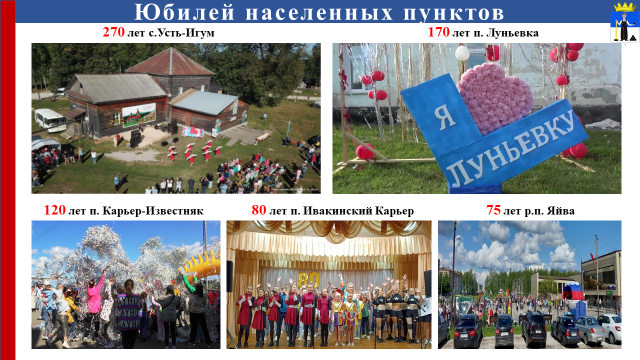 Юбилей населенных пунктов
270 лет с.Усть-Игум
170 лет п. Луньевка
Я
ЛУНЬЕВКУ
120 лет п. Карьер-Известняк
80 лет п. Ивакинский Карьер
75 лет р.п. Яйва
80